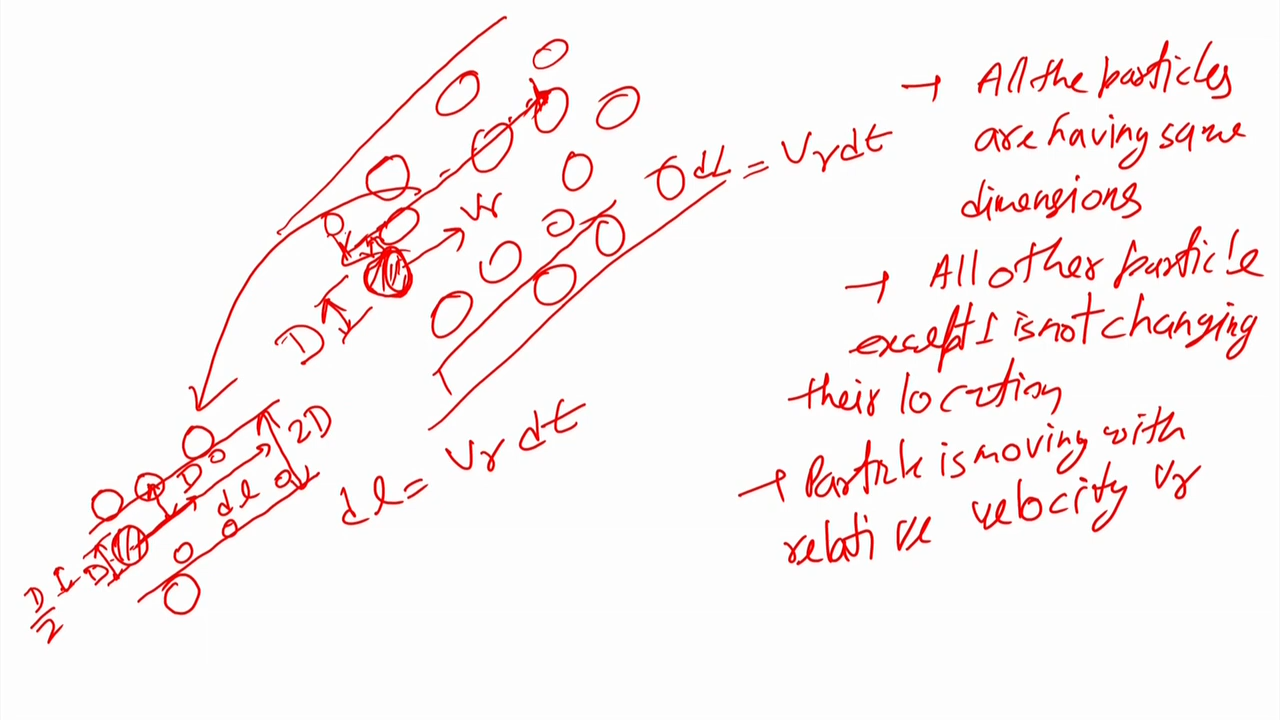 → All the particles
are having same
dimensions
→ All other particle
except 1 is not changing
their location
→ Particle is moving with
relative velocity Vr
dL = Vr dt
Vr
D
2D
D
dl
D
D/2
dl = Vr dt